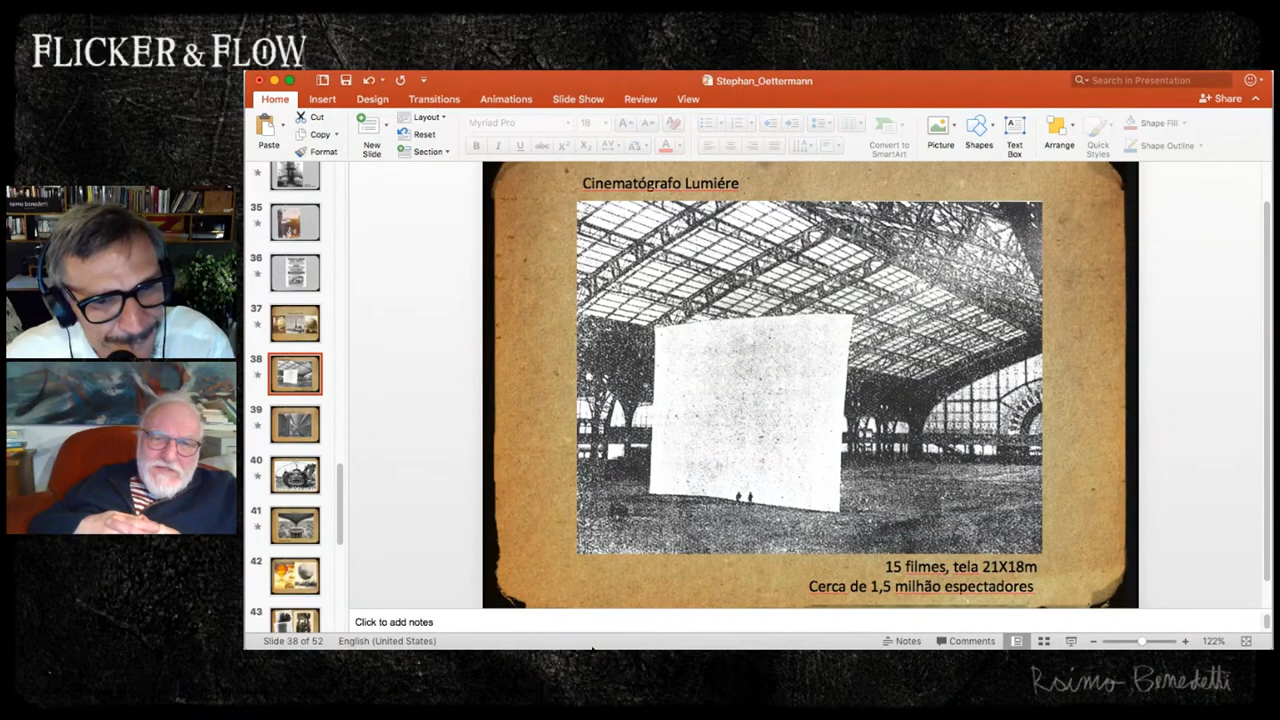 FLICKER & FLOW
Stephan_Oettermann
Search in Presentation
Home Insert Design Transitions Animations Slide Show Review View
Share
Paste
Cut
Copy
Format
New Slide
Layout
Reset
Section
Myriad Pro
18
Convert to SmartArt
Picture
Shapes
Text Box
Arrange
Quick Styles
Shape Fill
Shape Outline
raimo benedetti
35
36
37
38
39
40
41
42
43
Cinematógrafo Lumiére
15 filmes, tela 21X18m
Cerca de 1,5 milhão espectadores
Click to add notes
Slide 38 of 52
English (United States)
Notes
Comments
122%
Raimo Benedetti